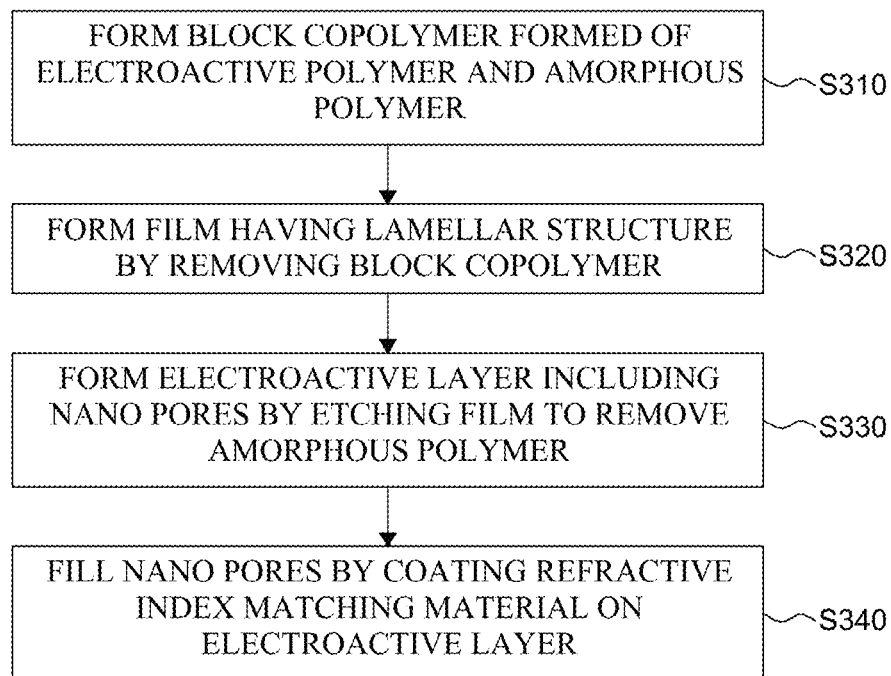 FORM BLOCK COPOLYMER FORMED OF
ELECTROACTIVE POLYMER AND AMORPHOUS
POLYMER
S310
FORM FILM HAVING LAMELLAR STRUCTURE
BY REMOVING BLOCK COPOLYMER
S320
FORM ELECTROACTIVE LAYER INCLUDING
NANO PORES BY ETCHING FILM TO REMOVE
AMORPHOUS POLYMER
S330
FILL NANO PORES BY COATING REFRACTIVE
INDEX MATCHING MATERIAL ON
ELECTROACTIVE LAYER
S340